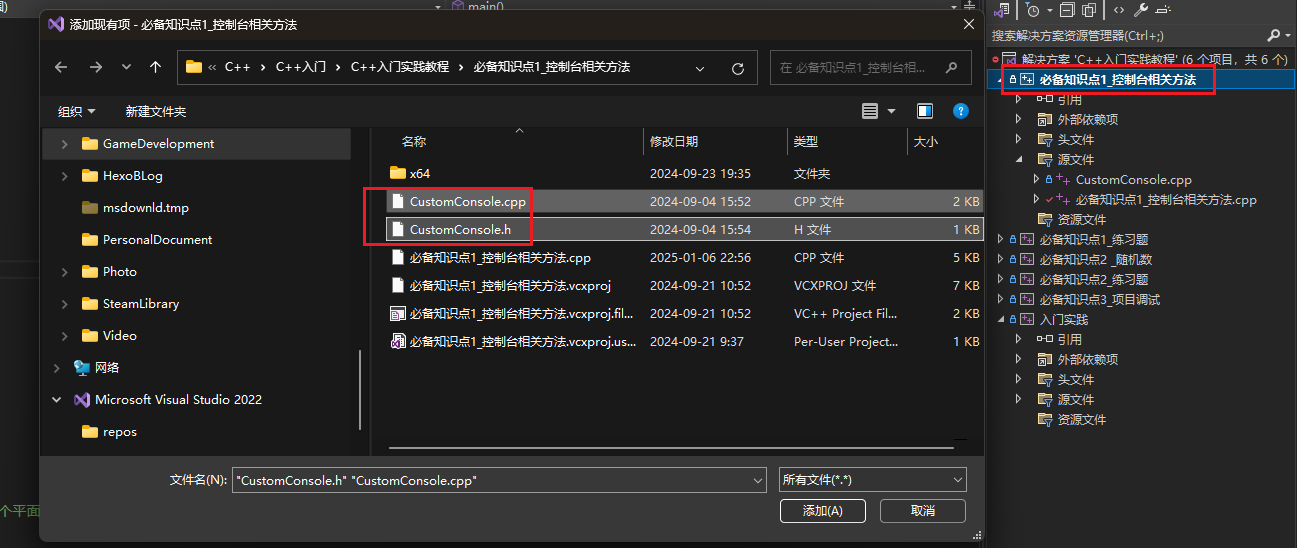 main()
添加现有项 - 必备知识点1_控制台相关方法
« C++ › C++入门 › C++入门实践教程 › 必备知识点1_控制台相关方法
在 必备知识点1_控制台相关...
组织 新建文件夹
GameDevelopment
HexoBLog
msdownld.tmp
PersonalDocument
Photo
SteamLibrary
Video
网络
Microsoft Visual Studio 2022
repos
名称 修改日期 类型 大小
x64 2024-09-23 19:35 文件夹
CustomConsole.cpp 2024-09-04 15:52 CPP 文件 2 KB
CustomConsole.h 2024-09-04 15:54 H 文件 1 KB
必备知识点1_控制台相关方法.cpp 2025-01-06 22:56 CPP 文件 5 KB
必备知识点1_控制台相关方法.vcxproj 2024-09-21 10:52 VCXPROJ 文件 7 KB
必备知识点1_控制台相关方法.vcxproj.fil... 2024-09-21 10:52 VC++ Project Fil... 2 KB
必备知识点1_控制台相关方法.vcxproj.us... 2024-09-21 9:37 Per-User Project... 1 KB
文件名(N): "CustomConsole.h" "CustomConsole.cpp" 所有文件(*.*)
添加(A) 取消
个平面
搜索解决方案资源管理器(Ctrl+;)
解决方案 'C++入门实践教程' (6 个项目，共 6 个)
必备知识点1_控制台相关方法
引用
外部依赖项
头文件
源文件
CustomConsole.cpp
必备知识点1_控制台相关方法.cpp
资源文件
必备知识点1_练习题
必备知识点2_随机数
必备知识点2_练习题
必备知识点3_项目调试
入门实践
引用
外部依赖项
头文件
源文件
资源文件